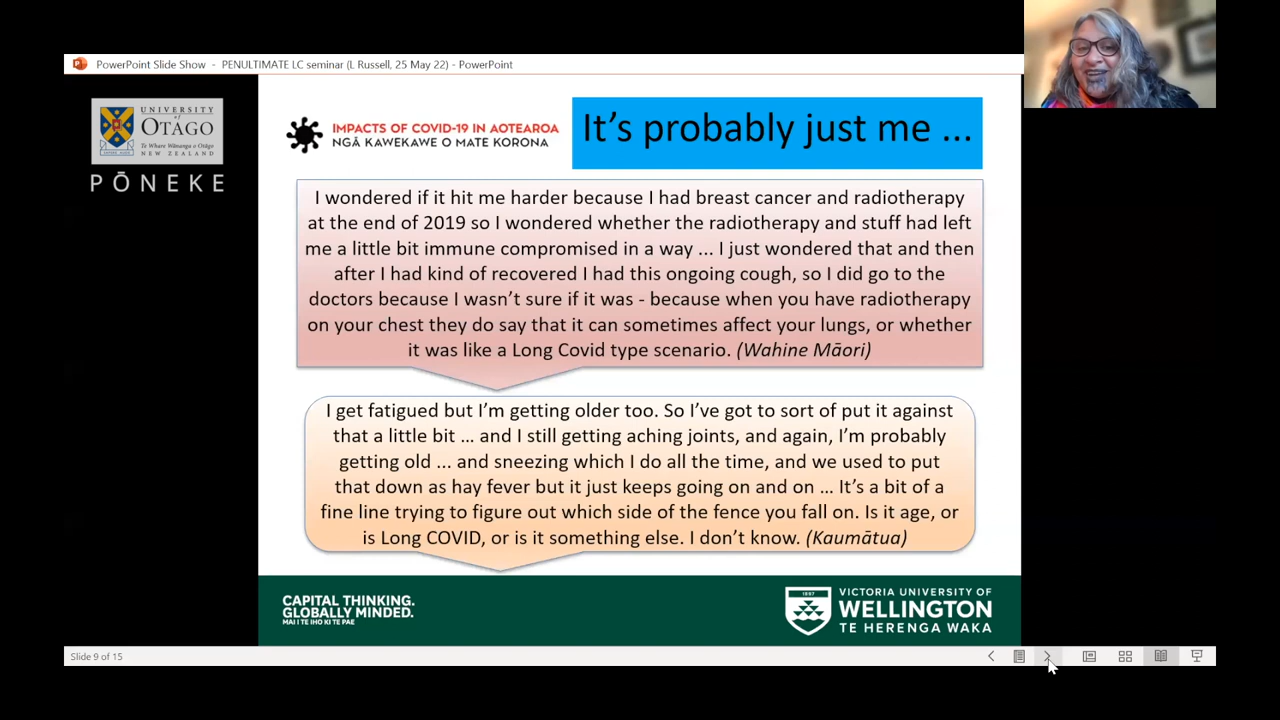 PowerPoint Slide Show - PENULTIMATE LC seminar (L Russell, 25 May 22) - PowerPoint
UNIVERSITY
of
OTAGO
Te Whare Wānanga o Otāgo
NEW ZEALAND
PŌNEKE
IMPACTS OF COVID-19 IN AOTEAROA
NGĀ KAWEKAWE O MATE KORONA
It's probably just me ...
I wondered if it hit me harder because I had breast cancer and radiotherapy
at the end of 2019 so I wondered whether the radiotherapy and stuff had left
me a little bit immune compromised in a way ... I just wondered that and then
after I had kind of recovered I had this ongoing cough, so I did go to the
doctors because I wasn't sure if it was - because when you have radiotherapy
on your chest they do say that it can sometimes affect your lungs, or whether
it was like a Long Covid type scenario. (Wahine Māori)
I get fatigued but I'm getting older too. So I've got to sort of put it against
that a little bit … and I still getting aching joints, and again, I'm probably
getting old ... and sneezing which I do all the time, and we used to put
that down as hay fever but it just keeps going on and on … It's a bit of a
fine line trying to figure out which side of the fence you fall on. Is it age, or
is Long COVID, or is it something else. I don't know. (Kaumātua)
CAPITAL THINKING.
GLOBALLY MINDED.
MAI I TE IHO KI TE PAE
1897
VICTORIA UNIVERSITY OF
WELLINGTON
TE HERENGA WAKA
Slide 9 of 15